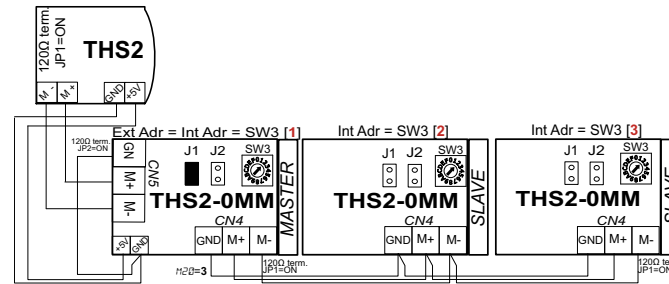 120Ω term.
JP1=ON
THS2
M -
M+
GND
+5V
Ext Adr = Int Adr = SW3 [1]
Int Adr = SW3 [2]
Int Adr = SW3 [3]
120Ω term.
JP2=ON
GN
M+
M-
CN5
J1 J2
SW3
THS2-0MM
MASTER
CN4
+5V
GND
GND M+ M-
M20=3
120Ω term.
JP1=ON
J1 J2
SW3
THS2-0MM
SLAVE
CN4
GND M+ M-
J1 J2
SW3
THS2-0MM
CN4
GND M+ M-
JP1=ON